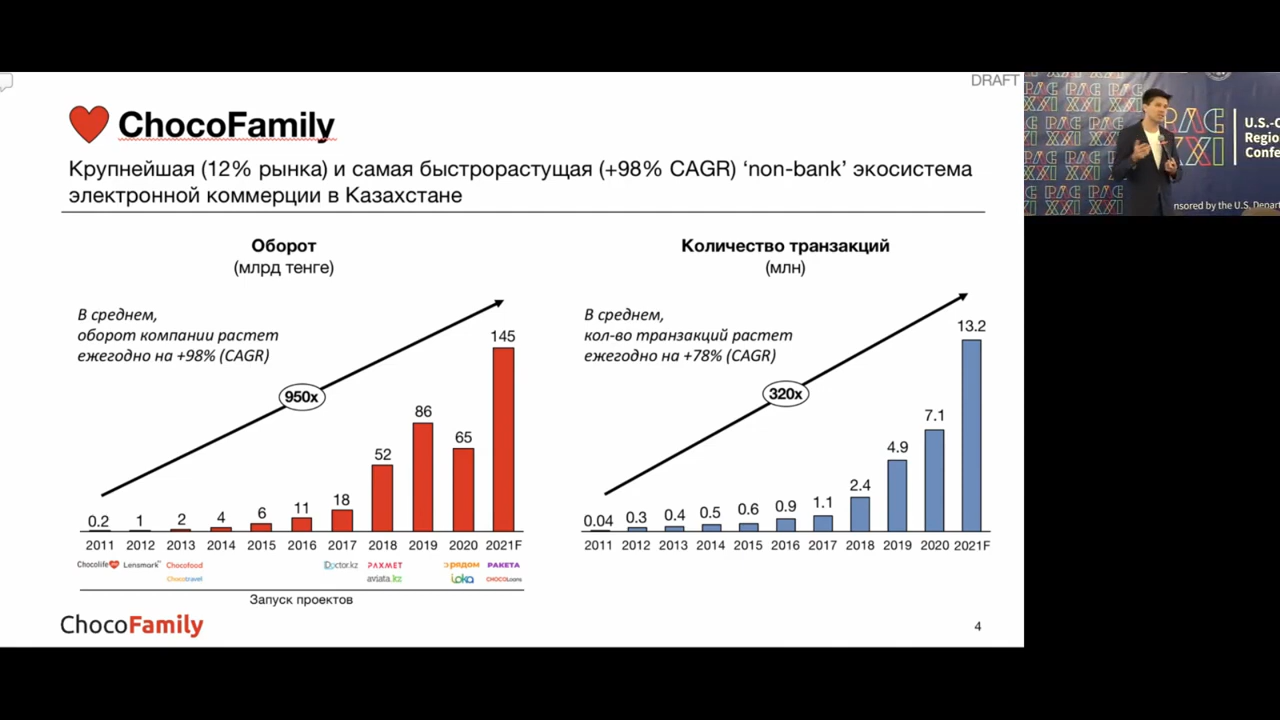 DRAFT
ChocoFamily
Крупнейшая (12% рынка) и самая быстрорастущая (+98% CAGR) ‘non-bank’ экосистема
электронной коммерции в Казахстане
Оборот
(млрд тенге)
В среднем,
оборот компании растет
ежегодно на +98% (CAGR)
950x
0.2 1 2 4 6 11 18 52 86 65 145
2011 2012 2013 2014 2015 2016 2017 2018 2019 2020 2021F
Chocolife Lensmark Chocofood Doctor.kz РАХМЕТ РЯДОМ РАКЕТА
Chocotravel aviata.kz ioka CHOCOLoans
Запуск проектов
Количество транзакций
(млн)
В среднем,
кол-во транзакций растет
ежегодно на +78% (CAGR)
320x
0.04 0.3 0.4 0.5 0.6 0.9 1.1 2.4 4.9 7.1 13.2
2011 2012 2013 2014 2015 2016 2017 2018 2019 2020 2021F
ChocoFamily
4
PAC
XXI
U.S.-C
Regio
Confe
nsored by the U.S. Depart